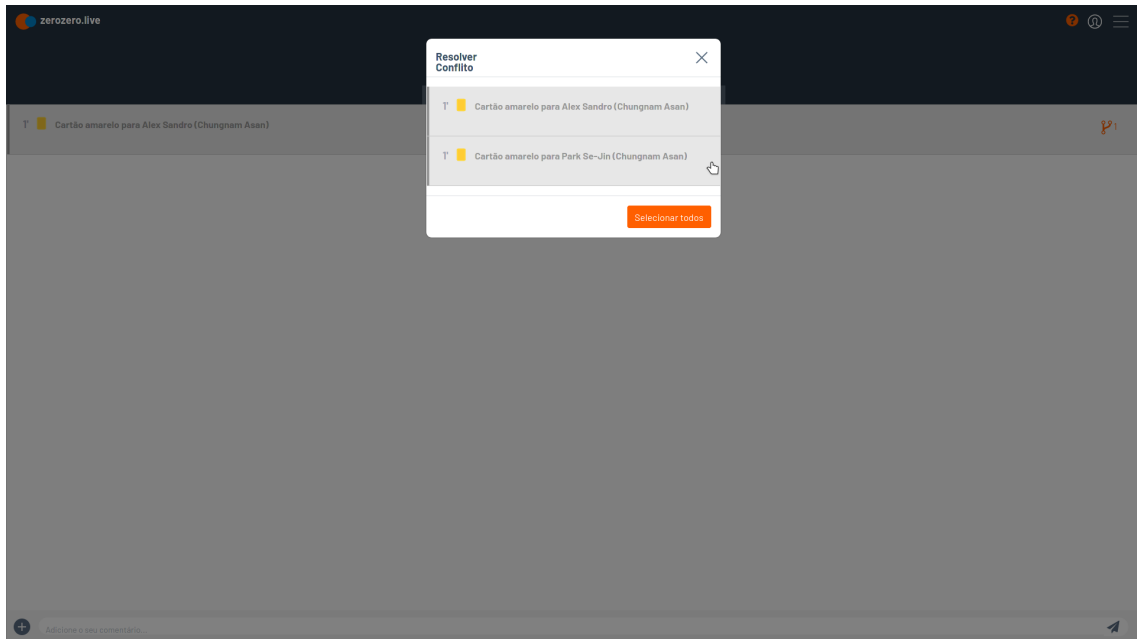 zerozero.live
?
Resolver
Conflito
1' Cartão amarelo para Alex Sandro (Chungnam Asan)
1' Cartão amarelo para Alex Sandro (Chungnam Asan)
1
1' Cartão amarelo para Park Se-Jin (Chungnam Asan)
Selecionar todos
Adicione o seu comentário...